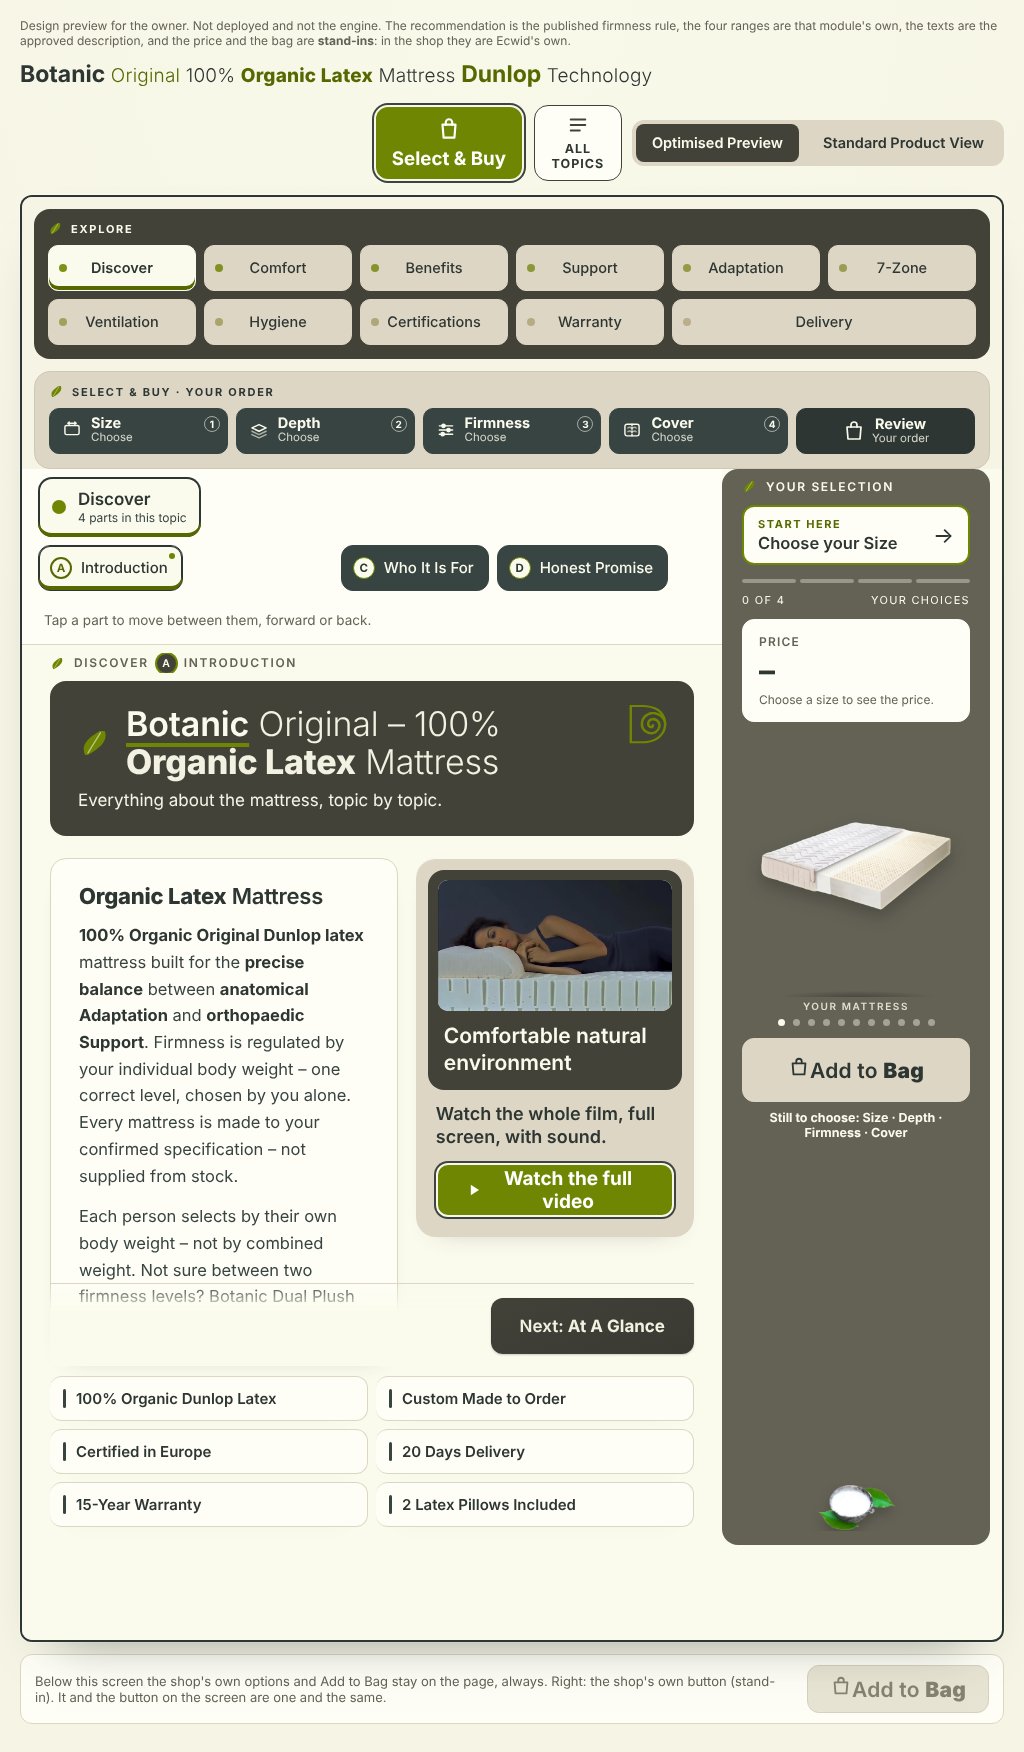 Design preview for the owner. Not deployed and not the engine. The recommendation is the published firmness rule, the four ranges are that module's own, the texts are the
approved description, and the price and the bag are stand-ins: in the shop they are Ecwid's own.
Botanic Original 100% Organic Latex Mattress Dunlop Technology
Select & Buy
ALL
TOPICS
Optimised Preview
Standard Product View
EXPLORE
Discover
Comfort
Benefits
Support
Adaptation
7-Zone
Ventilation
Hygiene
Certifications
Warranty
Delivery
SELECT & BUY · YOUR ORDER
Size
Choose
1
Depth
Choose
2
Firmness
Choose
3
Cover
Choose
4
Review
Your order
Discover
4 parts in this topic
A Introduction
C Who It Is For
D Honest Promise
Tap a part to move between them, forward or back.
DISCOVER A INTRODUCTION
Botanic Original – 100%
Organic Latex Mattress
Everything about the mattress, topic by topic.
Organic Latex Mattress
100% Organic Original Dunlop latex
mattress built for the precise
balance between anatomical
Adaptation and orthopaedic
Support. Firmness is regulated by
your individual body weight – one
correct level, chosen by you alone.
Every mattress is made to your
confirmed specification – not
supplied from stock.
Each person selects by their own
body weight – not by combined
weight. Not sure between two
firmness levels? Botanic Dual Plush
Comfortable natural
environment
Watch the whole film, full
screen, with sound.
Watch the full
video
Next: At A Glance
100% Organic Dunlop Latex
Custom Made to Order
Certified in Europe
20 Days Delivery
15-Year Warranty
2 Latex Pillows Included
YOUR SELECTION
START HERE
Choose your Size
0 OF 4
YOUR CHOICES
PRICE
–
Choose a size to see the price.
YOUR MATTRESS
Add to Bag
Still to choose: Size · Depth ·
Firmness · Cover
Below this screen the shop's own options and Add to Bag stay on the page, always. Right: the shop's own button (stand-
in). It and the button on the screen are one and the same.
Add to Bag